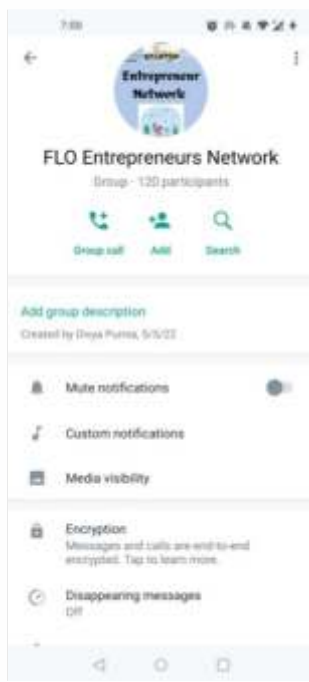 7:00
Entrepreneur
Network
FLO Entrepreneurs Network
Group · 120 participants
Group call
Add
Search
Add group description
Created by Divya Purnia, 5/5/22
Mute notifications
Custom notifications
Media visibility
Encryption
Messages and calls are end-to-end
encrypted. Tap to learn more.
Disappearing messages
Off